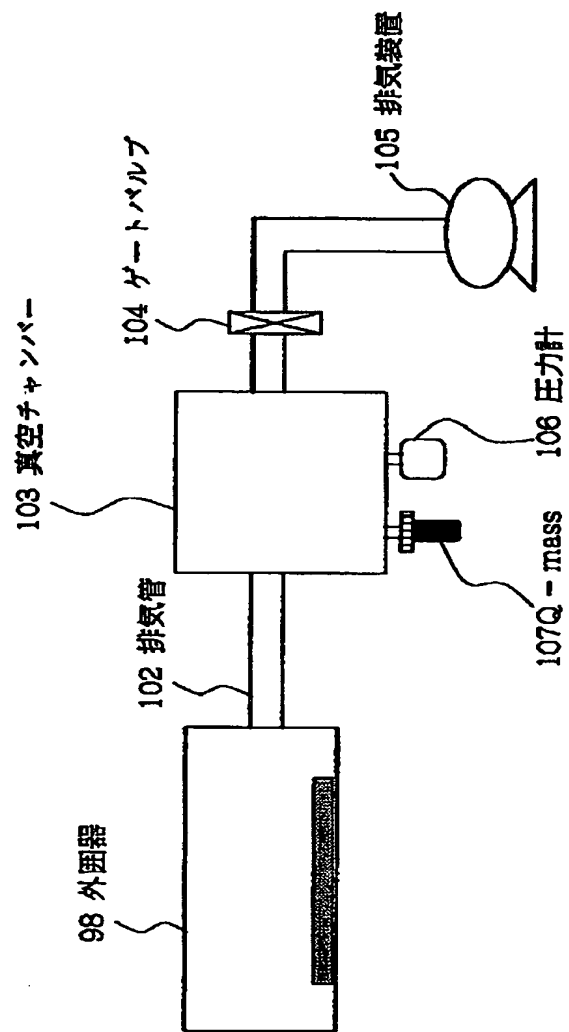 98 外囲器
102 排気管
103 真空チャンバー
104 ゲートバルブ
105 排気装置
106 圧力計
107Q - mass